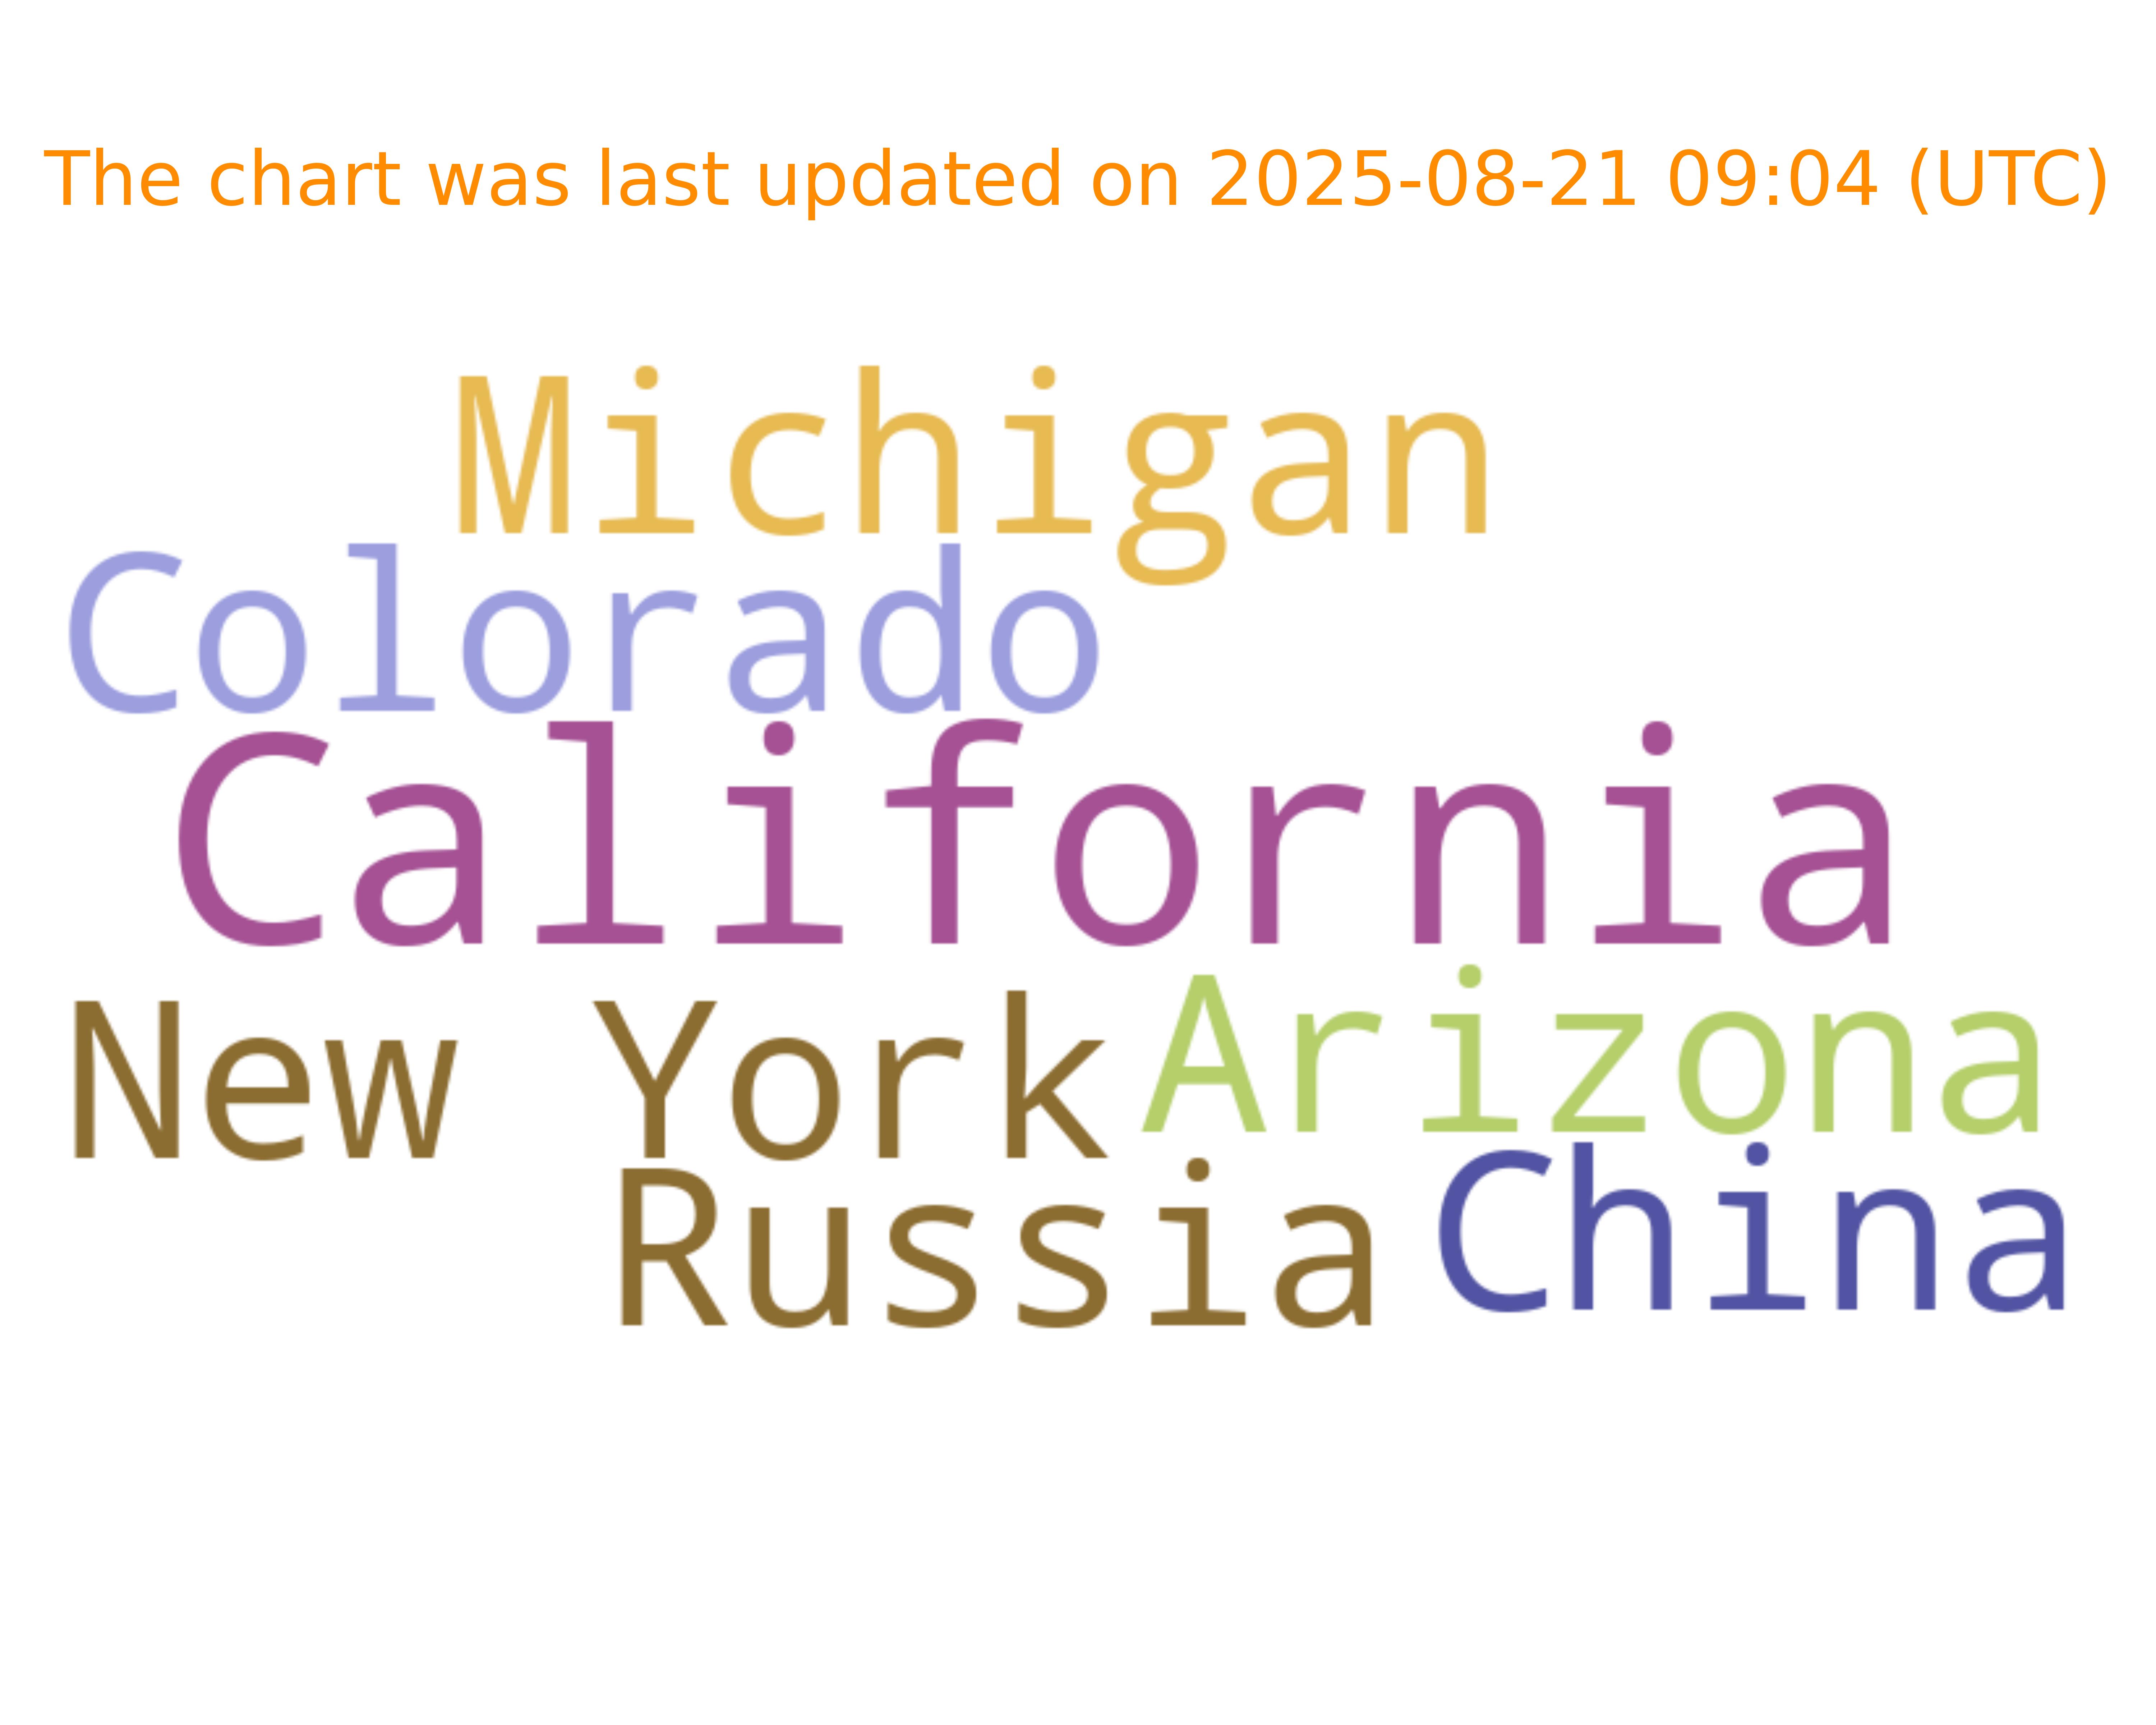 The chart was last updated on 2025-08-21 09:04 (UTC)
Michigan
Colorado
California
New York Arizona
Russia China